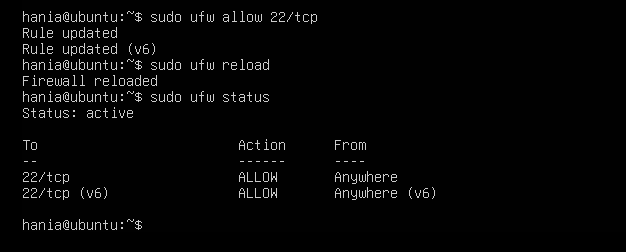 hania@ubuntu:~$ sudo ufw allow 22/tcp
Rule updated
Rule updated (v6)
hania@ubuntu:~$ sudo ufw reload
Firewall reloaded
hania@ubuntu:~$ sudo ufw status
Status: active
To                         Action      From
--                         ------      ----
22/tcp                     ALLOW       Anywhere
22/tcp (v6)                ALLOW       Anywhere (v6)
hania@ubuntu:~$